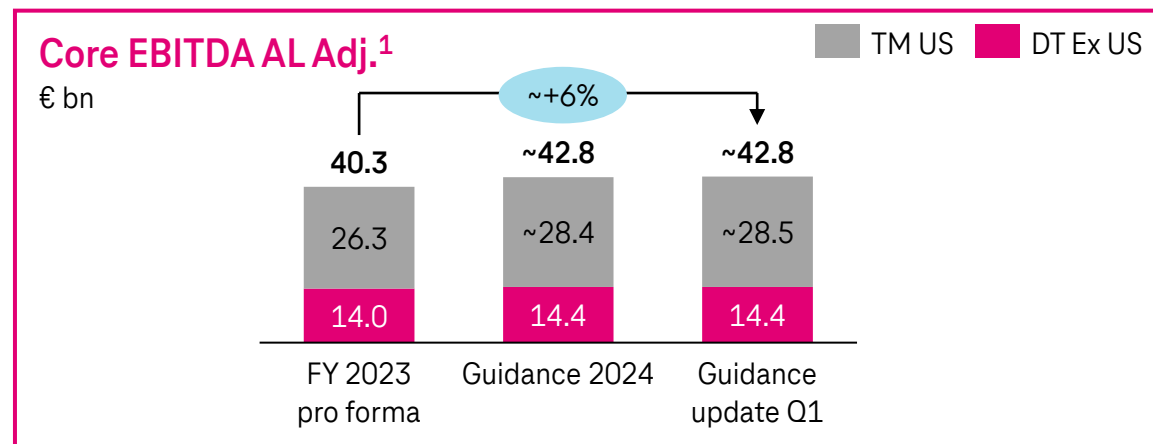 Core EBITDA AL Adj.¹
€ bn
TM US
DT Ex US
~+6%
40.3
~42.8
~42.8
26.3
~28.4
~28.5
14.0
14.4
14.4
FY 2023
pro forma
Guidance 2024
Guidance
update Q1